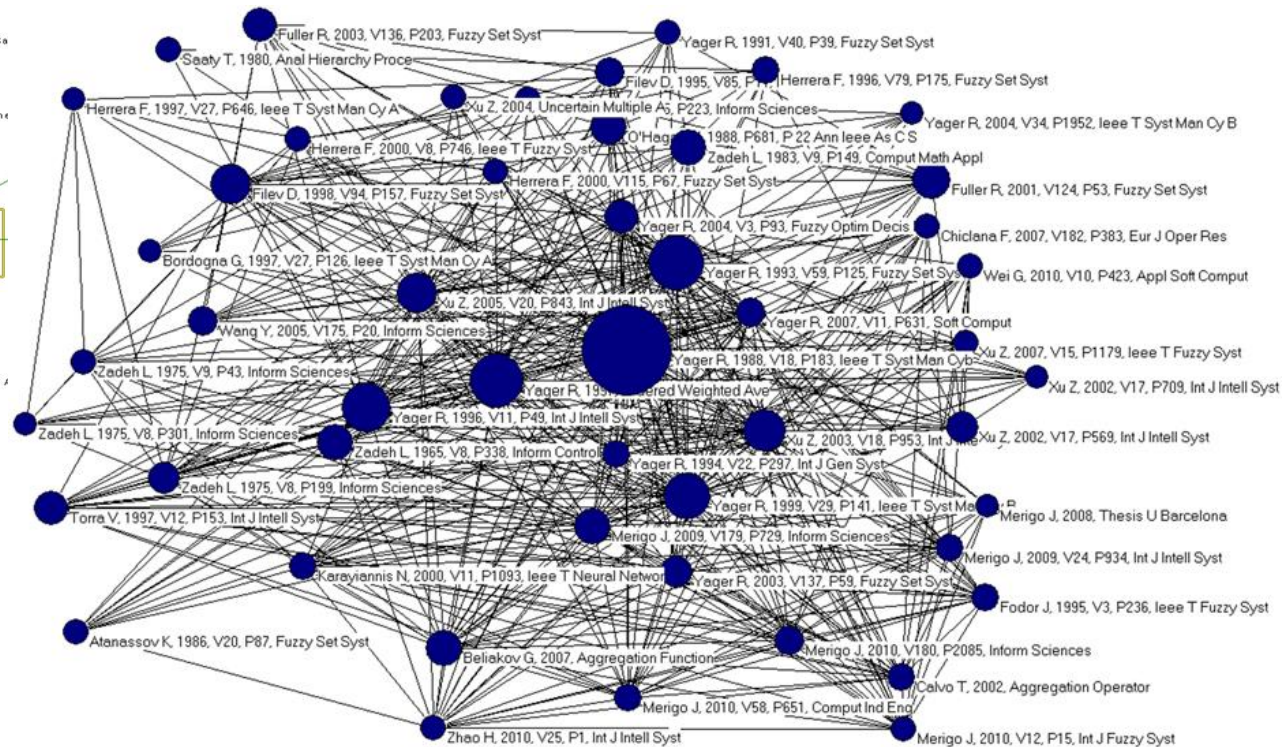 Fuller R, 2003, V136, P203, Fuzzy Set Syst
Yager R, 1991, V40, P39, Fuzzy Set Syst
Saaty T, 1980, Anal Hierarchy Proce
Filev D, 1995, V85,
Herrera F, 1996, V79, P175, Fuzzy Set Syst
Herrera F, 1997, V27, P646, Ieee T Syst Man Cy A
Xu Z, 2004, Uncertain Multiple A
P223, Inform Sciences
Yager R, 2004, V34, P1952, Ieee T Syst Man Cy B
Herrera F, 2000, V8, P746, Ieee T Fuzzy Syst
1988, P681, P 22 Ann Ieee As C S
Zadeh L, 1983, V9, P149, Comput Math Appl
Herrera F, 2000, V115, P67, Fuzzy Set Syst
Filev D, 1998, V94, P157, Fuzzy Set Syst
Fuller R, 2001, V124, P53, Fuzzy Set Syst
Yager R, 2004, V3, P93, Fuzzy Optim Decis
Chiclana F, 2007, V182, P383, Eur J Oper Res
Bordogna G, 1997, V27, P126, Ieee T Syst Man Cy A
Yager R, 1993, V59, P125, Fuzzy Set Sys
Wei G, 2010, V10, P423, Appl Soft Comput
Xu Z, 2005, V20, P843, Int J Intell Syst
Yager R, 2007, V11, P631, Soft Comput
Wang Y, 2005, V175, P20, Inform Sciences
Yager R, 1988, V18, P183, Ieee T Syst Man Cyb
Xu Z, 2007, V15, P1179, Ieee T Fuzzy Syst
Zadeh L, 1975, V9, P43, Inform Sciences
Xu Z, 2002, V17, P709, Int J Intell Syst
Yager R, Weighted Ave
Yager R, 1996, V11, P49, Int J Intell Syst
Zadeh L, 1975, V8, P301, Inform Sciences
Xu Z, 2003, V18, P953, Int J
Xu Z, 2002, V17, P569, Int J Intell Syst
Zadeh L, 1965, V8, P338, Inform Control
Yager R, 1994, V22, P297, Int J Gen Syst
Zadeh L, 1975, V8, P199, Inform Sciences
Yager R, 1999, V29, P141, Ieee T Syst Ma B
Merigo J, 2008, Thesis U Barcelona
Torra V, 1997, V12, P153, Int J Intell Syst
Merigo J, 2009, V179, P729, Inform Sciences
Merigo J, 2009, V24, P934, Int J Intell Syst
Karayiannis N, 2000, V11, P1093, Ieee T Neural Networ
Yager R, 2003, V137, P59, Fuzzy Set Syst
Fodor J, 1995, V3, P236, Ieee T Fuzzy Syst
Atanassov K, 1986, V20, P87, Fuzzy Set Syst
Merigo J, 2010, V180, P2085, Inform Sciences
Beliakov G, 2007, Aggregation Function
Calvo T, 2002, Aggregation Operator
Merigo J, 2010, V58, P651, Comput Ind Eng
Zhao H, 2010, V25, P1, Int J Intell Syst
Merigo J, 2010, V12, P15, Int J Fuzzy Syst